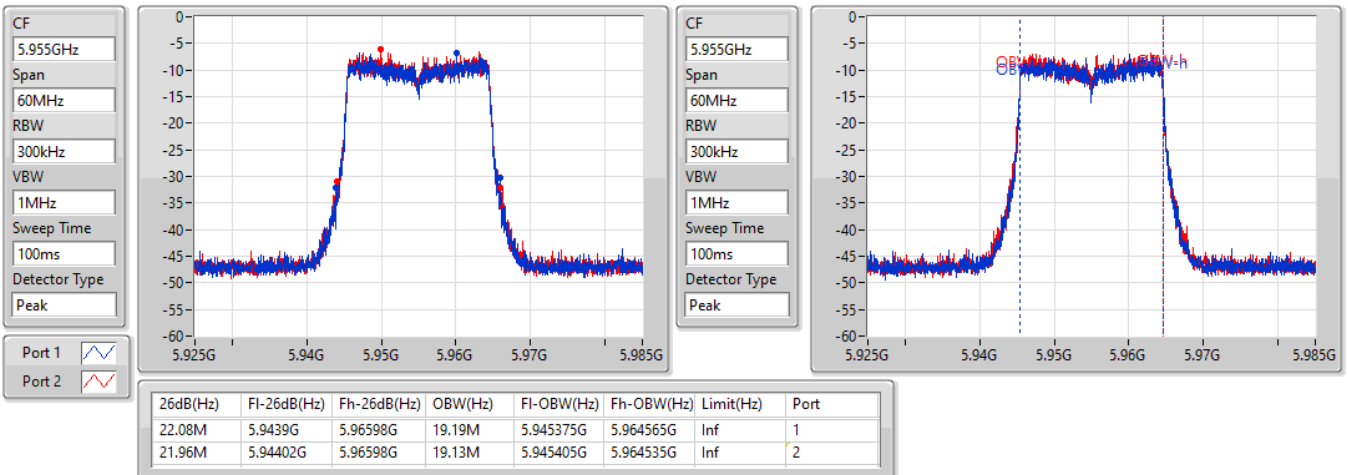 CF
5.955GHz
Span
60MHz
RBW
300kHz
VBW
1MHz
Sweep Time
100ms
Detector Type
Peak
Port 1
Port 2
0-
-5-
-10-
-15-
-20-
-25-
-30-
-35-
-40-
-45-
-50-
-55-
-60-
5.925G 5.94G 5.95G 5.96G 5.97G 5.985G
CF
5.955GHz
Span
60MHz
RBW
300kHz
VBW
1MHz
Sweep Time
100ms
Detector Type
Peak
0-
-5-
-10-
-15-
-20-
-25-
-30-
-35-
-40-
-45-
-50-
-55-
-60-
5.925G 5.94G 5.95G 5.96G 5.97G 5.985G
26dB(Hz) Fl-26dB(Hz) Fh-26dB(Hz) OBW(Hz) Fl-OBW(Hz) Fh-OBW(Hz) Limit(Hz) Port
22.08M 5.9439G 5.96598G 19.19M 5.945375G 5.964565G Inf 1
21.96M 5.94402G 5.96598G 19.13M 5.945405G 5.964535G Inf 2